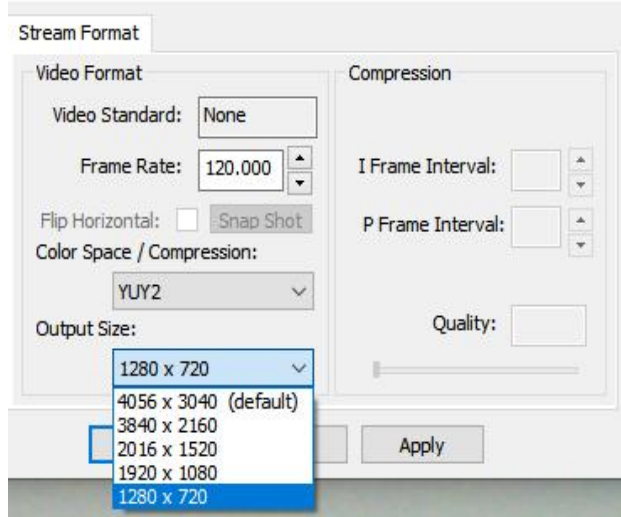 Stream Format
Video Format
Video Standard: None
Frame Rate: 120.000
Flip Horizontal: Snap Shot
Color Space / Compression:
YUY2
Output Size:
1280 x 720
4056 x 3040 (default)
3840 x 2160
2016 x 1520
1920 x 1080
1280 x 720
Compression
I Frame Interval:
P Frame Interval:
Quality:
Apply